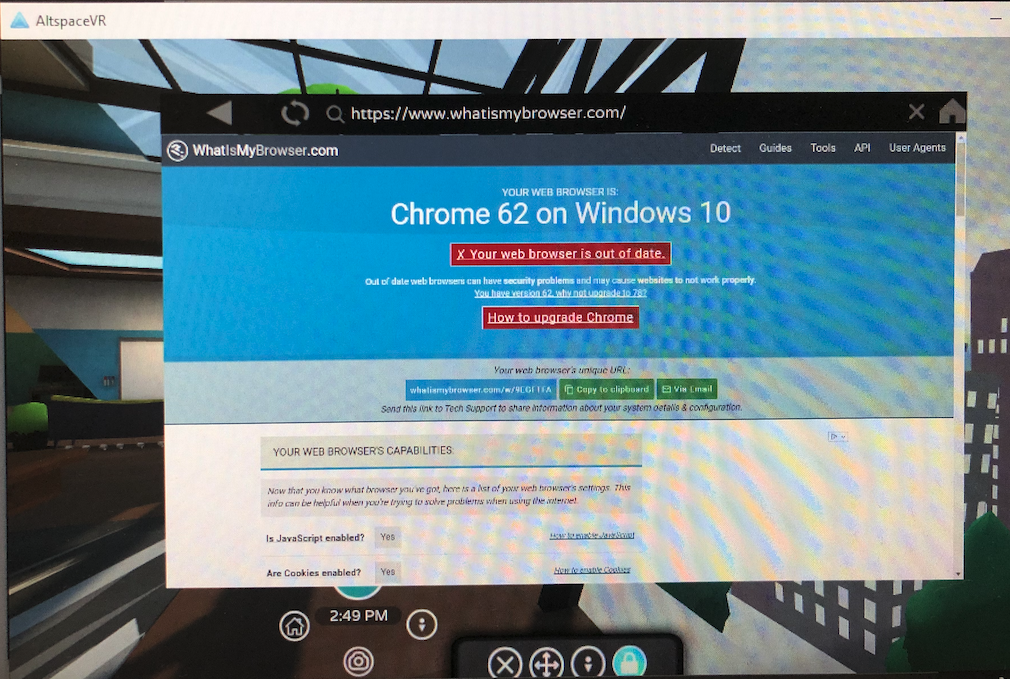 AltspaceVR
https://www.whatismybrowser.com/
WhatIsMyBrowser.com
Detect Guides Tools API User Agents
YOUR WEB BROWSER IS:
Chrome 62 on Windows 10
X Your web browser is out of date.
Out of date web browsers can have security problems and may cause websites to not work properly.
You have version 62, why not upgrade to 78?
How to upgrade Chrome
Your web browser's unique URL:
whatismybrowser.com/w/ Copy to clipboard Via Email
Send this link to Tech Support to share information about your system details & configuration.
YOUR WEB BROWSER'S CAPABILITIES:
Now that you know what browser you've got, here is a list of your web browser's settings. This
info can be helpful when you're trying to solve problems when using the internet.
Is JavaScript enabled? Yes How to enable JavaScript
Are Cookies enabled? Yes How to enable Cookies
2:49 PM